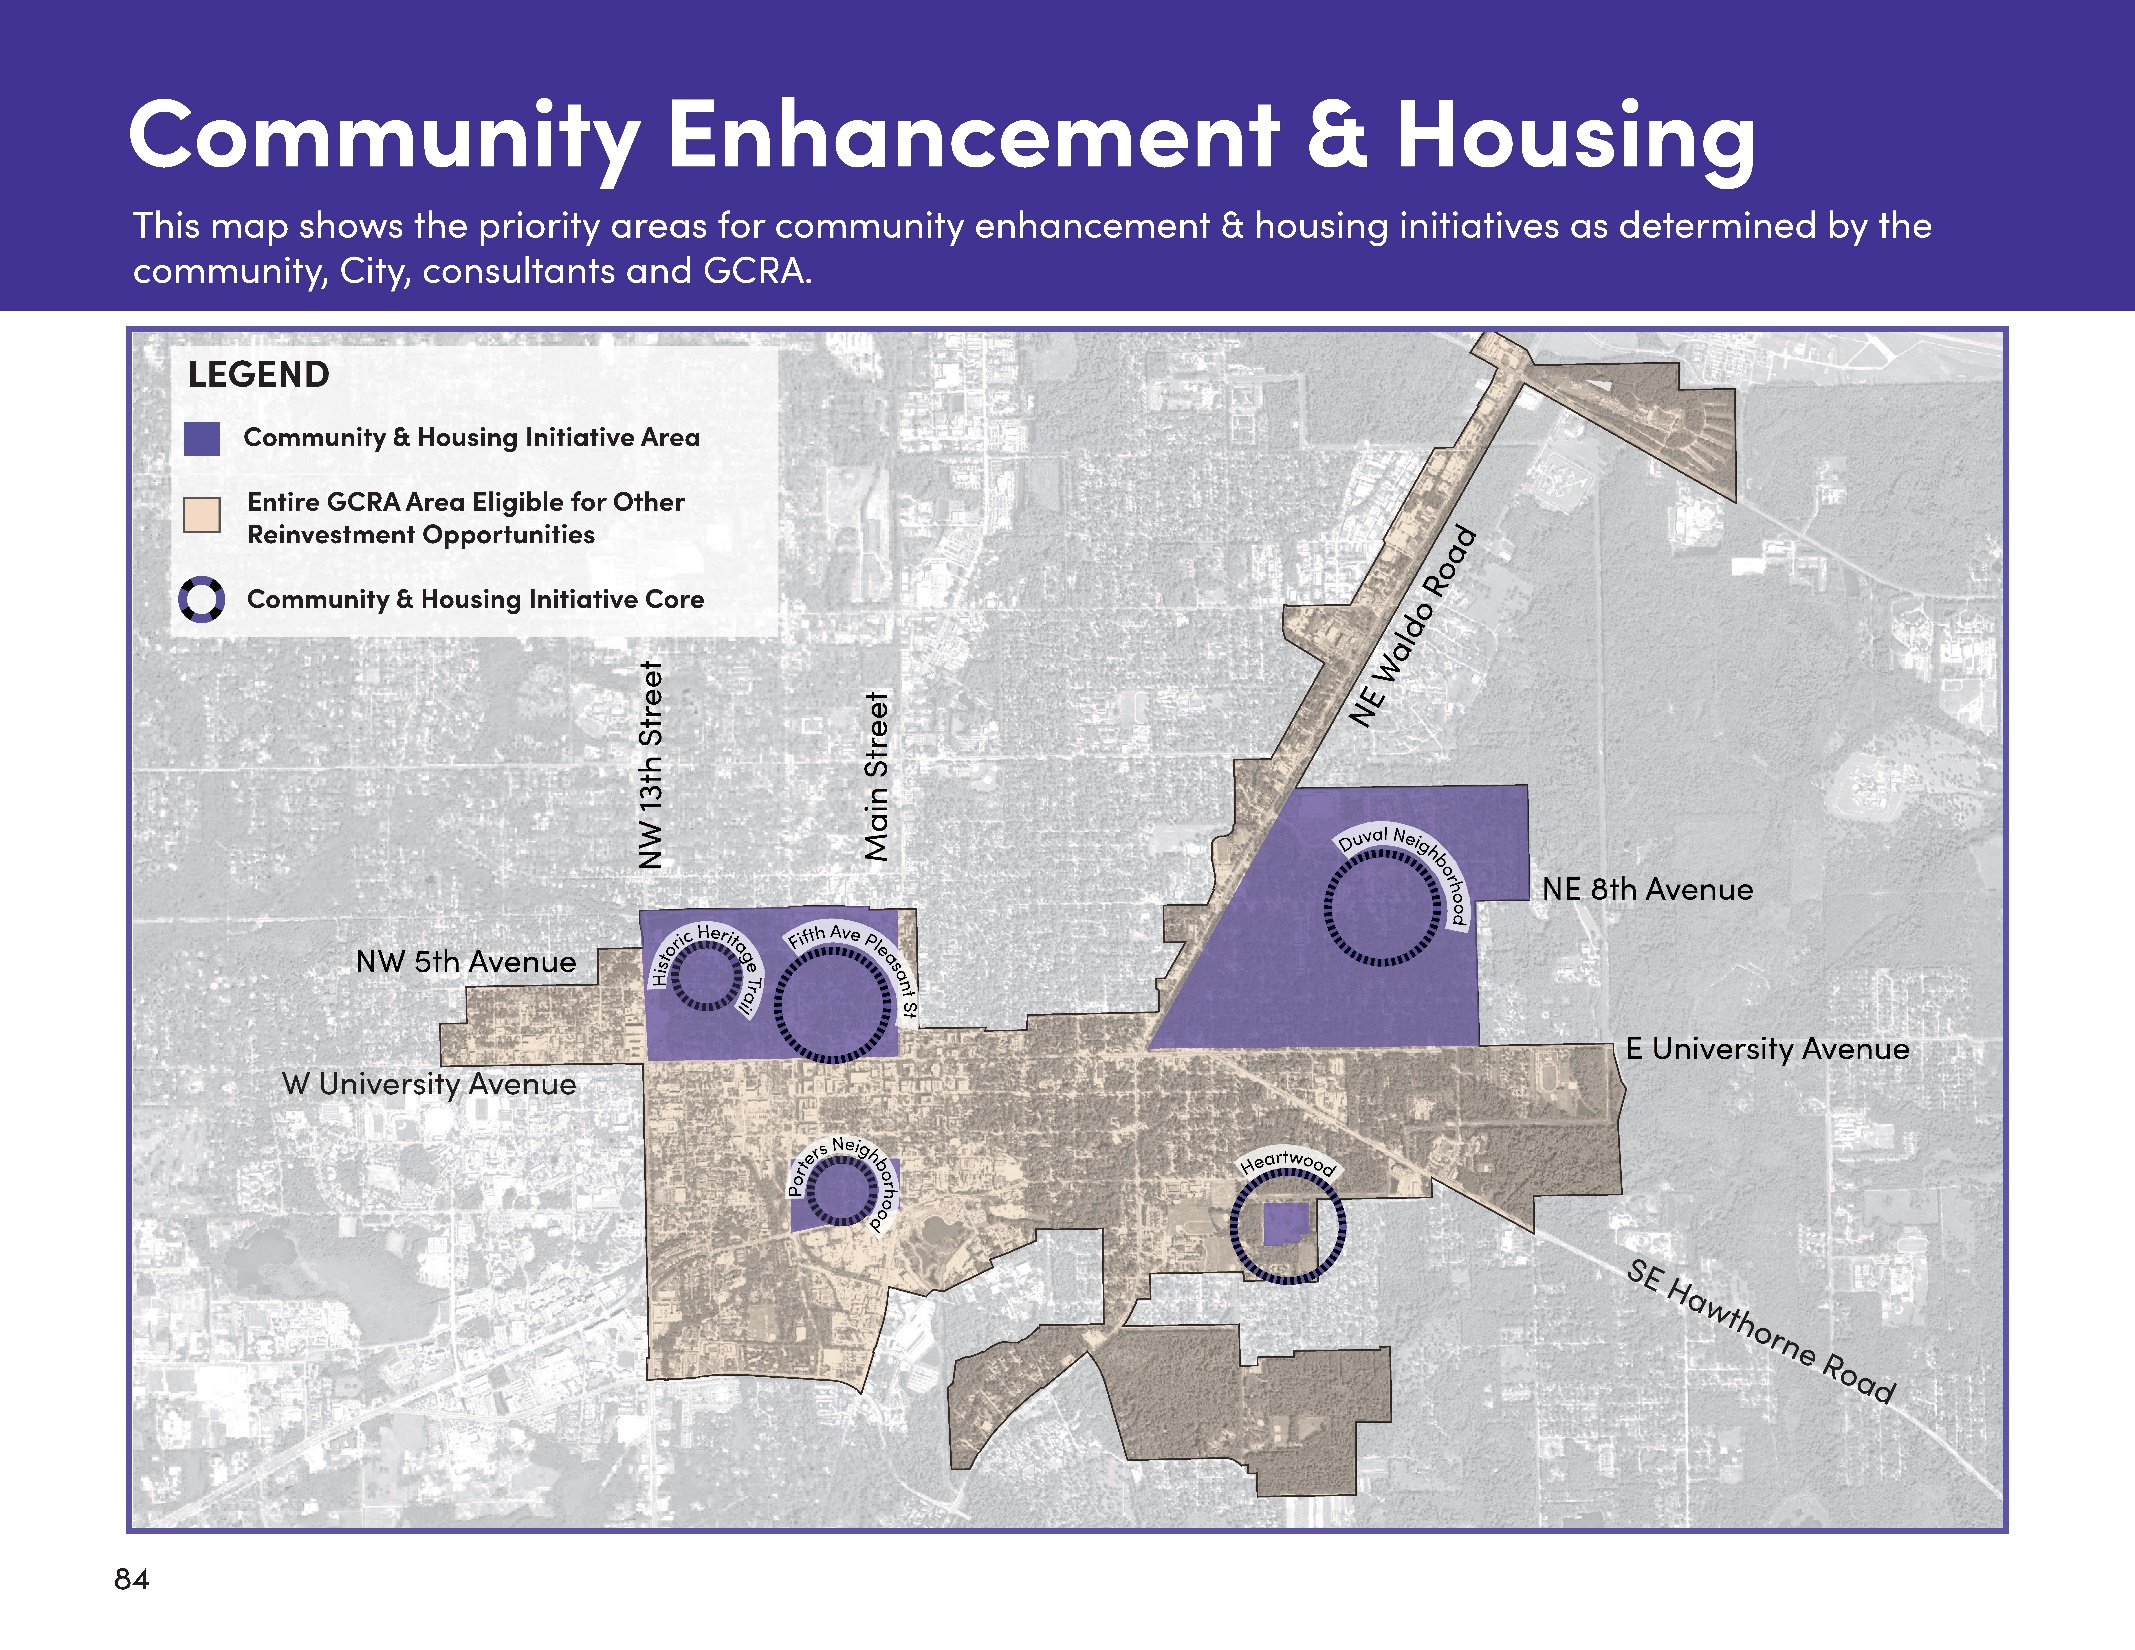 Community Enhancement & Housing
This map shows the priority areas for community enhancement & housing initiatives as determined by the
community, City, consultants and GCRA.
LEGEND
Community & Housing Initiative Area
Entire GCRA Area Eligible for Other
Reinvestment Opportunities
Community & Housing Initiative Core
NE Waldo Road
NW 13th Street
Main Street
Duval Neighborhood
NE 8th Avenue
Historic Heritage Trail
Fifth Ave Pleasant St
NW 5th Avenue
E University Avenue
W University Avenue
Porters Neighborhood
Heartwood
SE Hawthorne Road
84